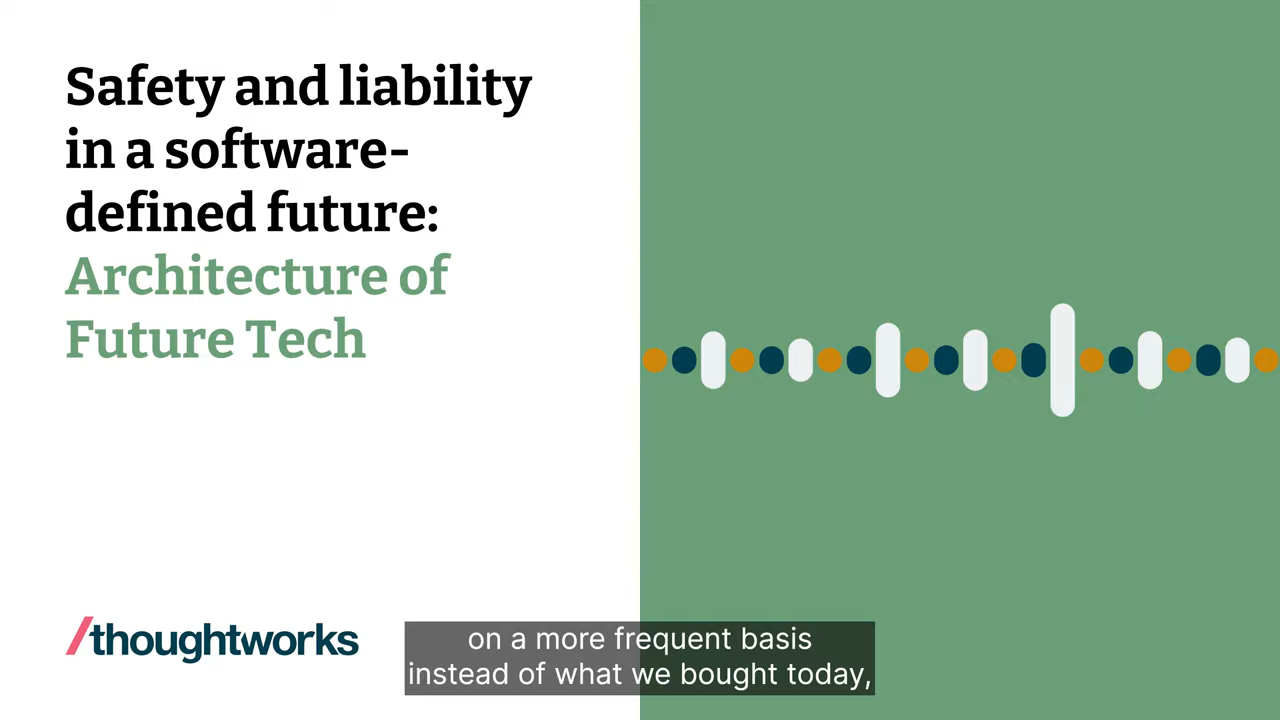 Safety and liability
in a software-
defined future:
Architecture of
Future Tech
/thoughtworks
on a more frequent basis
instead of what we bought today,